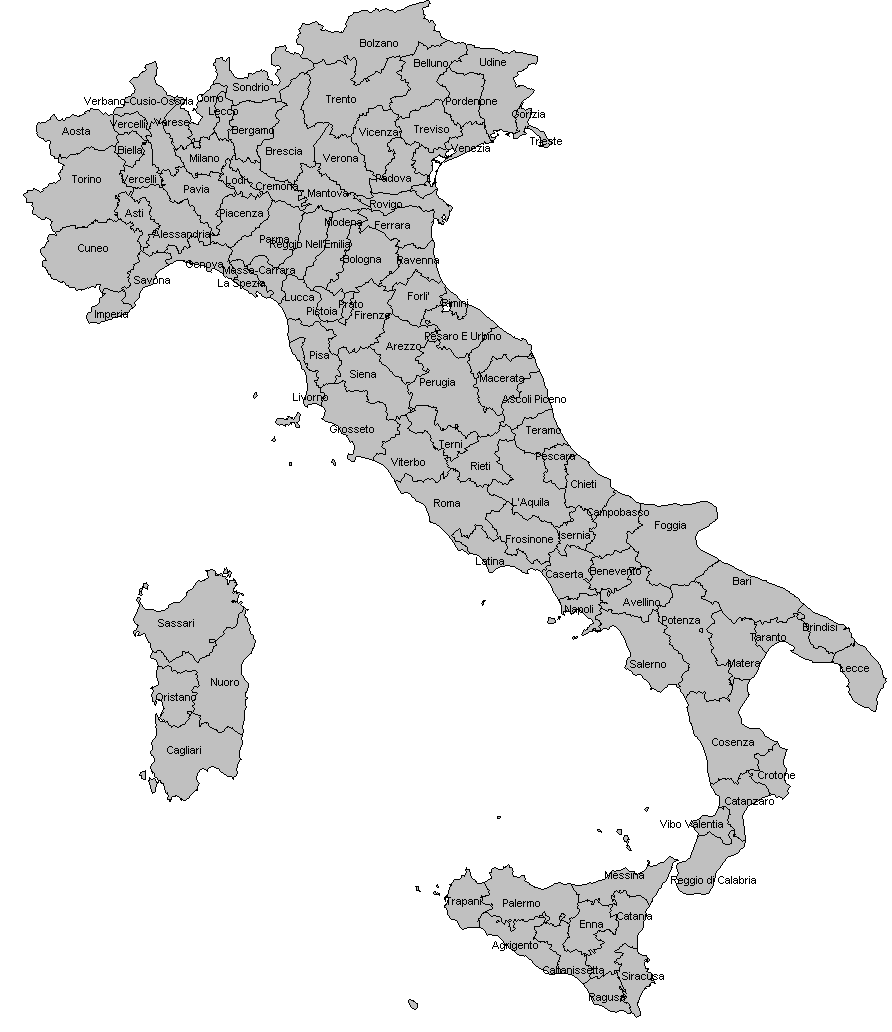 Bolzano
Belluno
Udine
Sondrio
Trento
Verbano-Cusio-Ossola
Como
Pordenone
Lecco
Gorizia
Aosta
Vercelli
Varese
Bergamo
Vicenza
Treviso
Trieste
Biella
Milano
Brescia
Verona
Venezia
Torino
Vercelli
Pavia
Lodi
Cremona
Mantova
Padova
Rovigo
Asti
Piacenza
Modena
Ferrara
Alessandria
Parma
Reggio Nell'Emilia
Cuneo
Genova
Massa-Carrara
Bologna
Ravenna
Savona
La Spezia
Lucca
Prato
Forli'
Rimini
Imperia
Pistoia
Firenze
Pesaro E Urbino
Pisa
Arezzo
Siena
Perugia
Macerata
Livorno
Ascoli Piceno
Grosseto
Terni
Teramo
Viterbo
Rieti
Pescara
Chieti
Roma
L'Aquila
Campobasso
Foggia
Frosinone
Isernia
Latina
Caserta
Benevento
Bari
Napoli
Avellino
Potenza
Sassari
Brindisi
Taranto
Salerno
Matera
Lecce
Nuoro
Oristano
Cosenza
Cagliari
Crotone
Catanzaro
Vibo Valentia
Messina
Reggio di Calabria
Trapani
Palermo
Catania
Enna
Agrigento
Caltanissetta
Siracusa
Ragusa